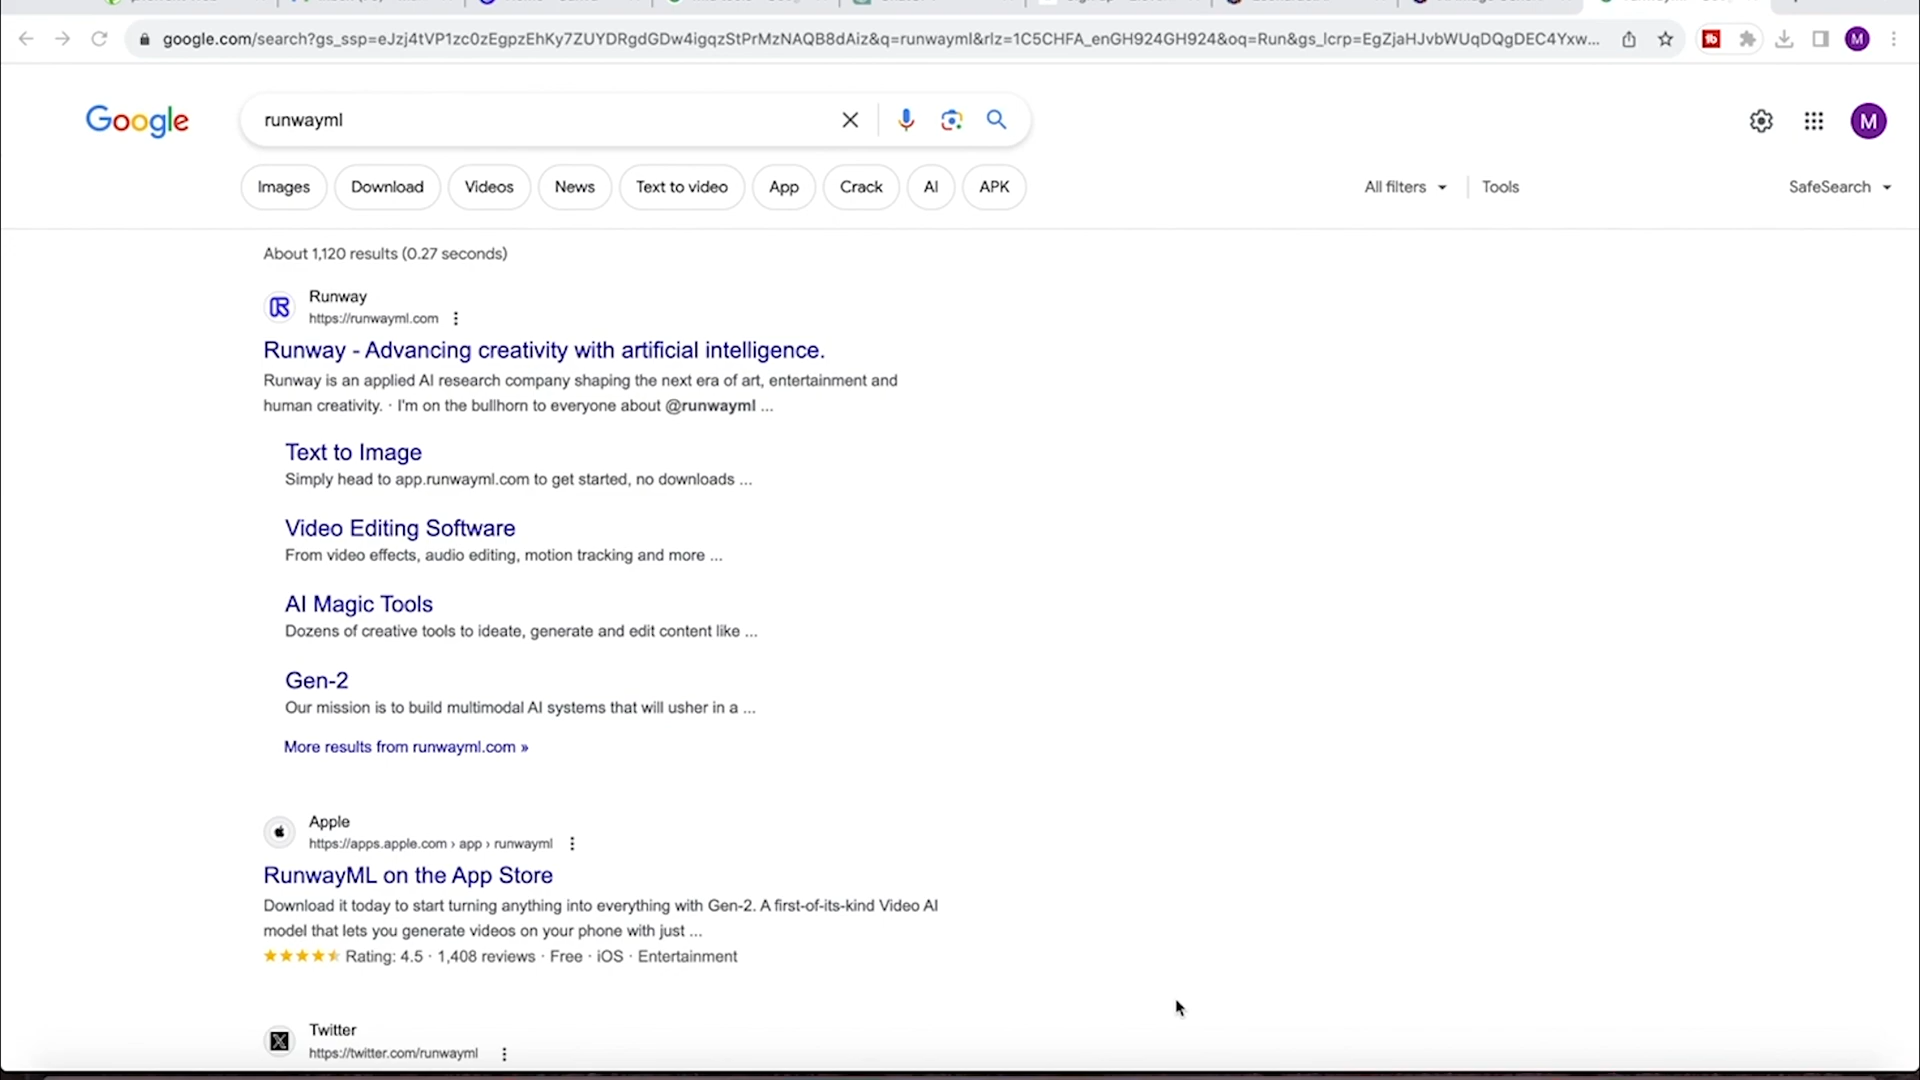 google.com/search?gs_ssp=eJzj4tVP1zc0zEgpzEhKy7ZUYDRgdGDw4igqzStPrMzNAQB8dAiz&q=runwayml&rlz=1C5CHFA_enGH924GH924&oq=Run&gs_lcrp=EgZjaHJvbWUqDQgDEC4Yxw...
M
Google
runwayml
M
Images
Download
Videos
News
Text to video
App
Crack
AI
APK
All filters
Tools
SafeSearch
About 1,120 results (0.27 seconds)
Runway
https://runwayml.com
Runway - Advancing creativity with artificial intelligence.
Runway is an applied AI research company shaping the next era of art, entertainment and
human creativity. · I'm on the bullhorn to everyone about @runwayml ...
Text to Image
Simply head to app.runwayml.com to get started, no downloads ...
Video Editing Software
From video effects, audio editing, motion tracking and more ...
AI Magic Tools
Dozens of creative tools to ideate, generate and edit content like ...
Gen-2
Our mission is to build multimodal AI systems that will usher in a ...
More results from runwayml.com »
Apple
https://apps.apple.com › app › runwayml
RunwayML on the App Store
Download it today to start turning anything into everything with Gen-2. A first-of-its-kind Video AI
model that lets you generate videos on your phone with just ...
Rating: 4.5 · 1,408 reviews · Free · iOS · Entertainment
Twitter
https://twitter.com/runwayml